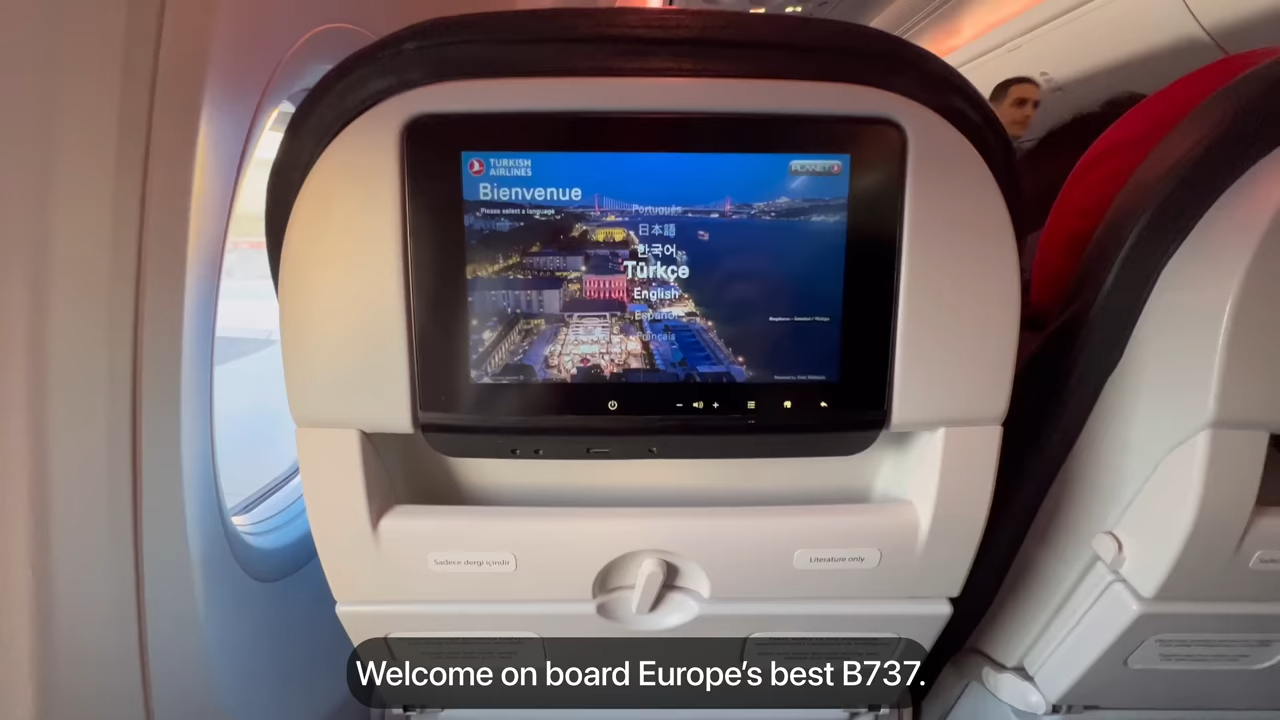 TURKISH
AIRLINES
PLANET
Bienvenue
Please select a language
Português
日本語
한국어
Türkçe
English
Español
Français
Sadece dergi içindir
Literature only
Welcome on board Europe’s best B737.